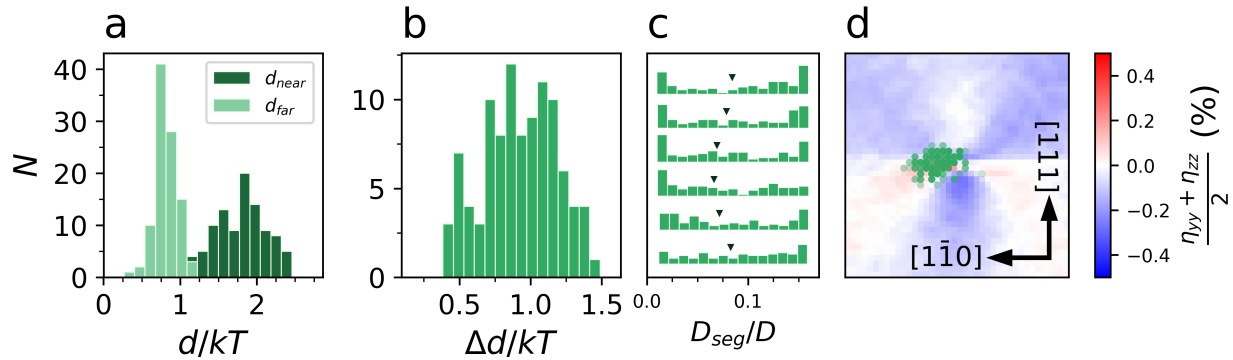 a
b
c
d
N
40
30
20
10
0
d_near
d_far
0
1
2
d/kT
10
5
0
0.5
1.0
1.5
Δd/kT
0.0
0.1
D_seg/D
[111]
[11̄0]
0.4
0.2
0.0
−0.2
−0.4
(η_yy + η_zz)/2 (%)